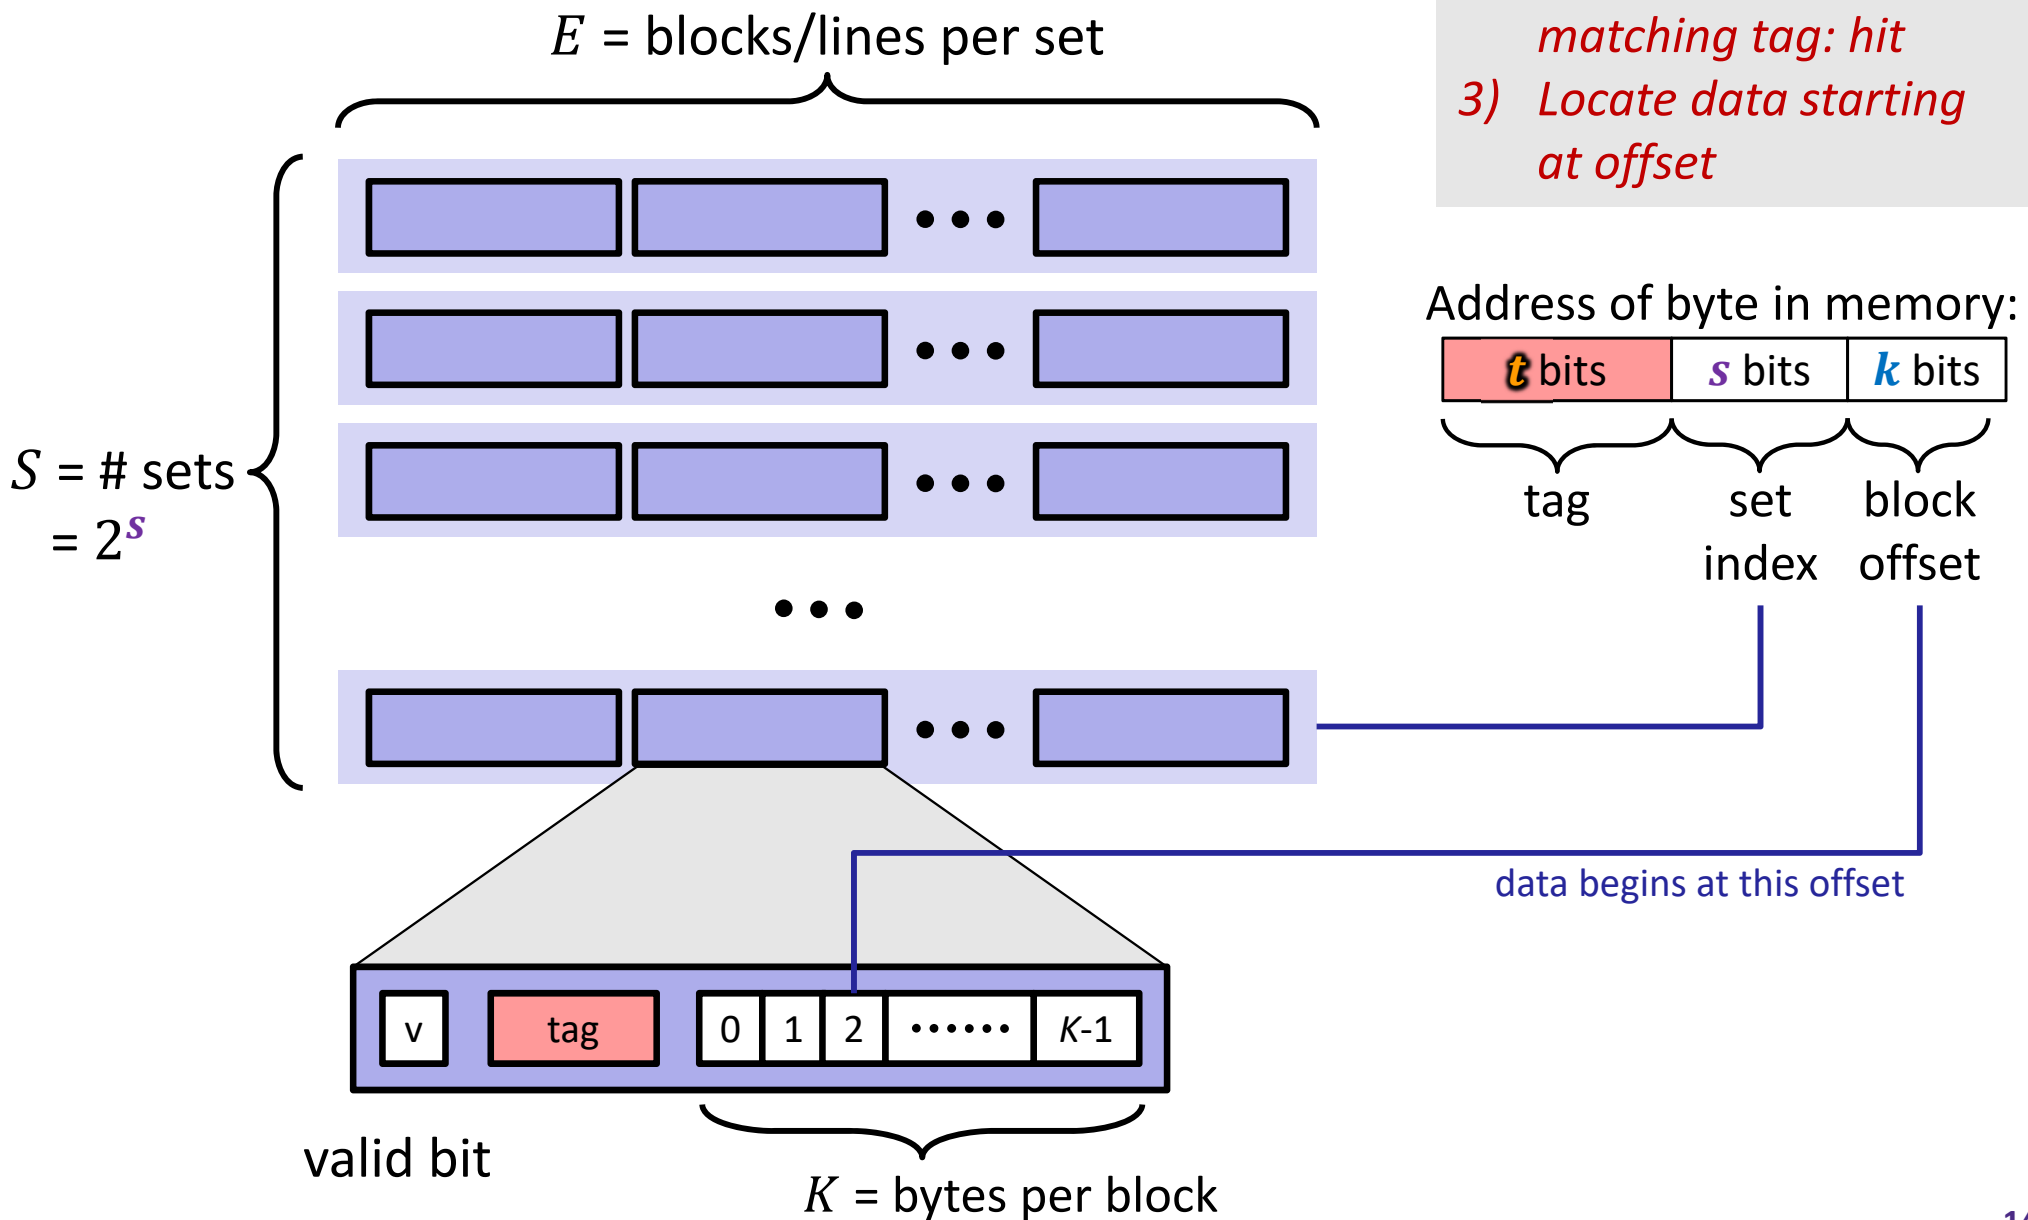 E = blocks/lines per set
matching tag: hit
3) Locate data starting
at offset
Address of byte in memory:
t bits s bits k bits
tag set block
index offset
S = # sets
= 2^s
data begins at this offset
v tag 0 1 2 •••••• K-1
valid bit
K = bytes per block